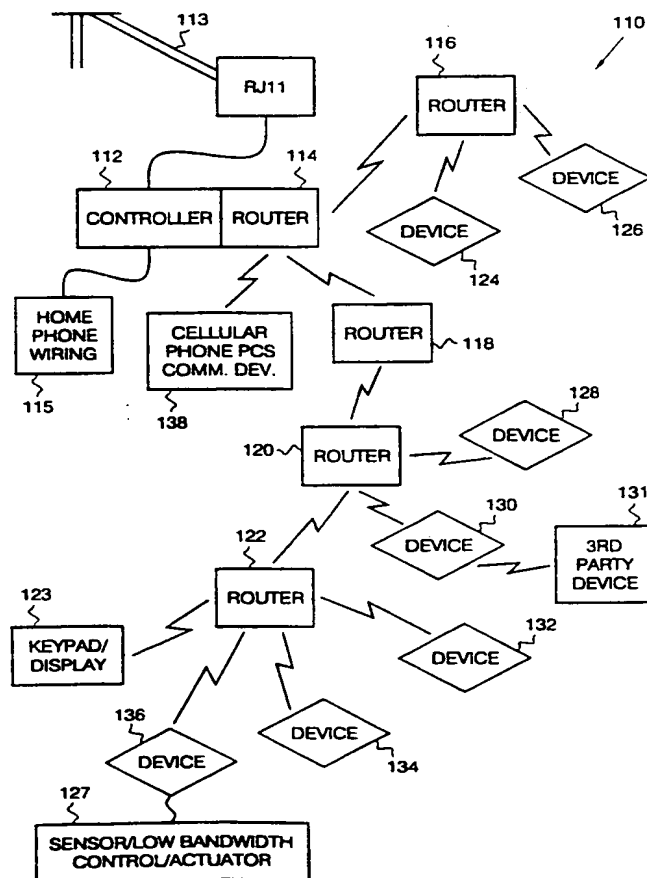 110
113
RJ11
116
ROUTER
112
114
CONTROLLER
ROUTER
DEVICE
126
DEVICE
124
HOME
PHONE
WIRING
115
CELLULAR
PHONE PCS
COMM. DEV.
138
ROUTER
118
128
DEVICE
120
ROUTER
130
DEVICE
131
3RD
PARTY
DEVICE
122
ROUTER
123
KEYPAD/
DISPLAY
132
DEVICE
136
DEVICE
DEVICE
134
127
SENSOR/LOW BANDWIDTH
CONTROL/ACTUATOR